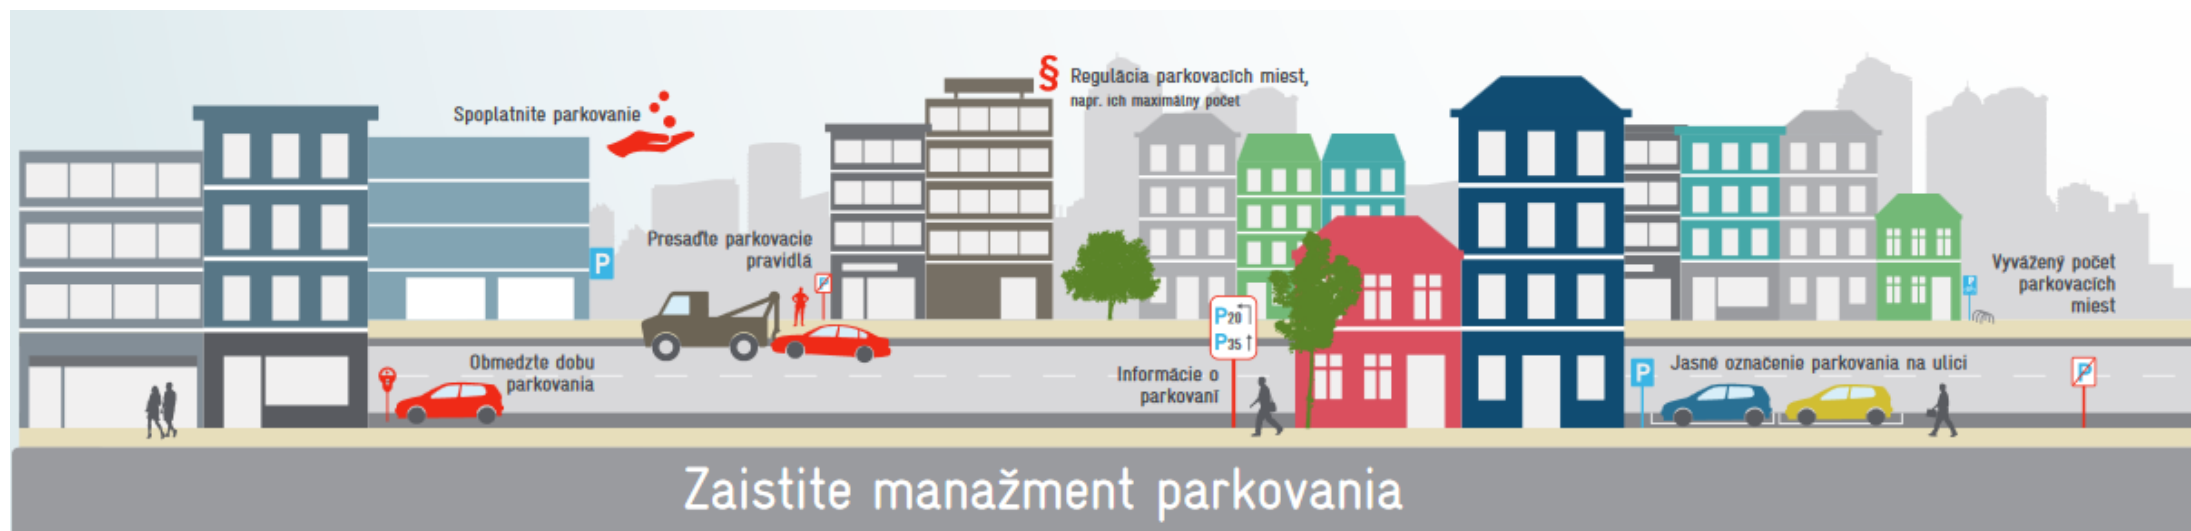 Spoplatnite parkovanie
§ Regulácia parkovacích miest,
napr. ich maximálny počet
Presaďte parkovacie
pravidlá
P
P
Vyvážený počet
parkovacích
miest
P
Obmedzte dobu
parkovania
P20
P35
Informácie o
parkovaní
P
Jasné označenie parkovania na ulici
P
Zaistite manažment parkovania